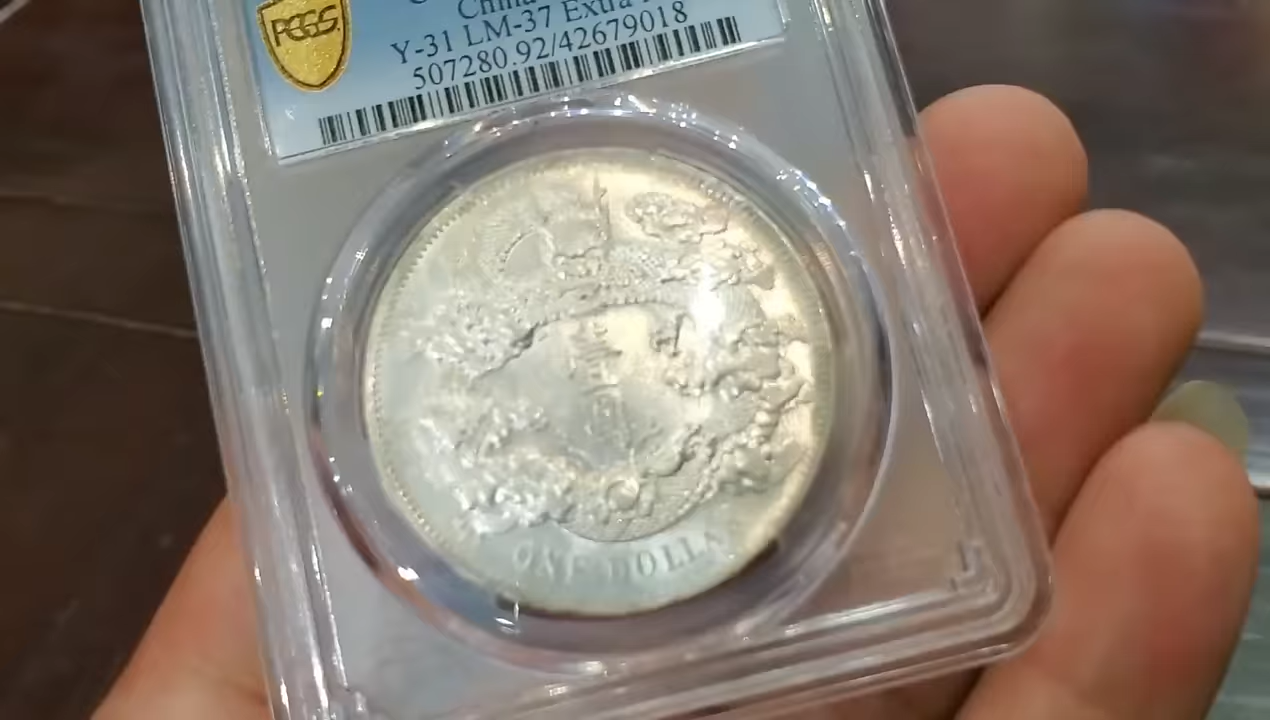 PCGS
China
Y-31 LM-37 Extra
507280.92/42679018
壹圓
ONE DOLLA